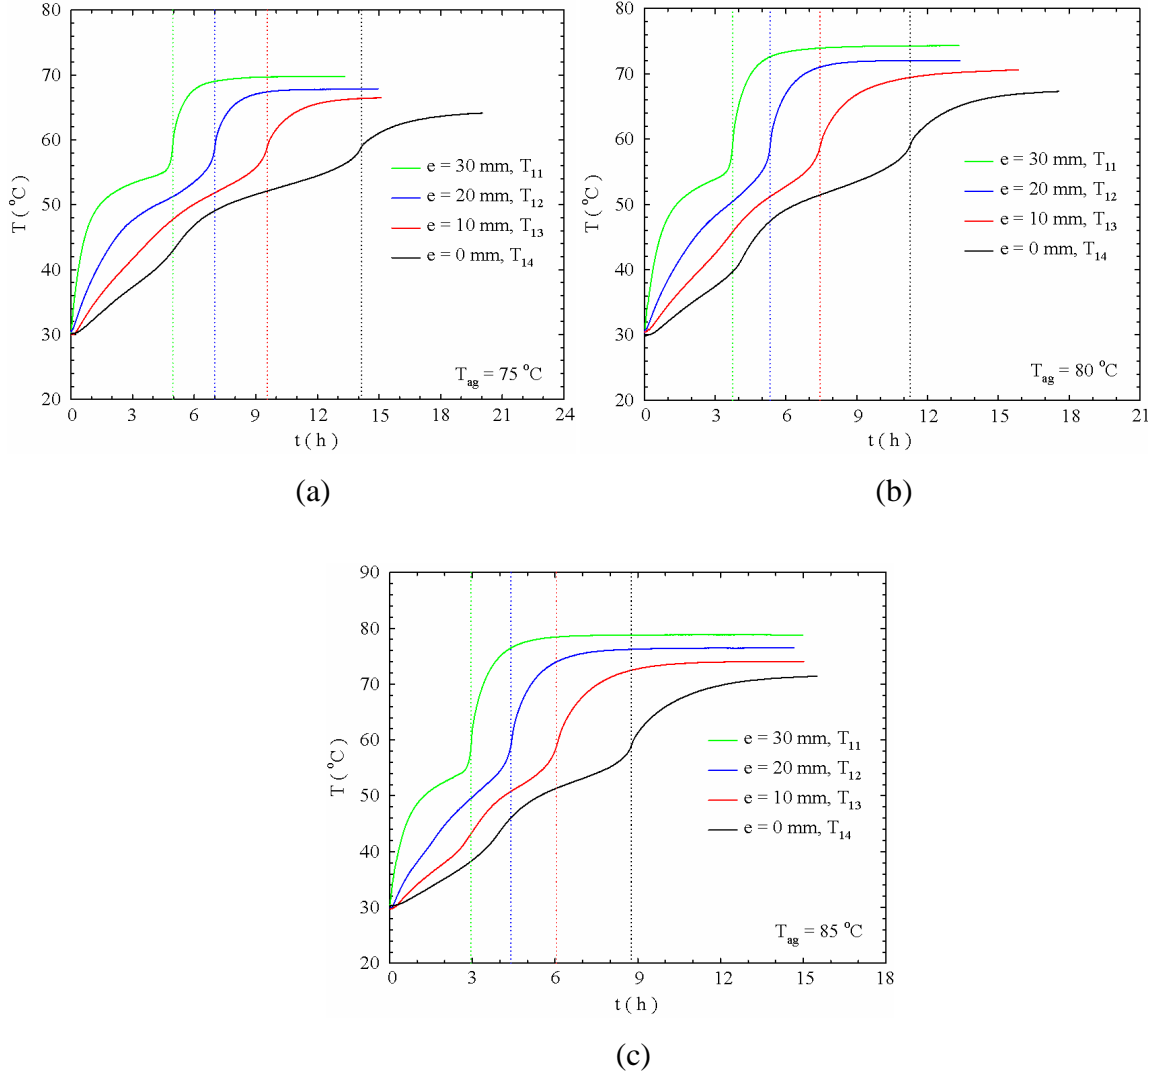 80
70
60
50
40
30
20
T ( °C)
e = 30 mm, T11
e = 20 mm, T12
e = 10 mm, T13
e = 0 mm, T14
Tag = 75 °C
0 3 6 9 12 15 18 21 24
t ( h )
(a)
80
70
60
50
40
30
20
T ( °C)
e = 30 mm, T11
e = 20 mm, T12
e = 10 mm, T13
e = 0 mm, T14
Tag = 80 °C
0 3 6 9 12 15 18 21
t ( h )
(b)
90
80
70
60
50
40
30
20
T ( °C )
e = 30 mm, T11
e = 20 mm, T12
e = 10 mm, T13
e = 0 mm, T14
Tag = 85 °C
0 3 6 9 12 15 18
t ( h )
(c)